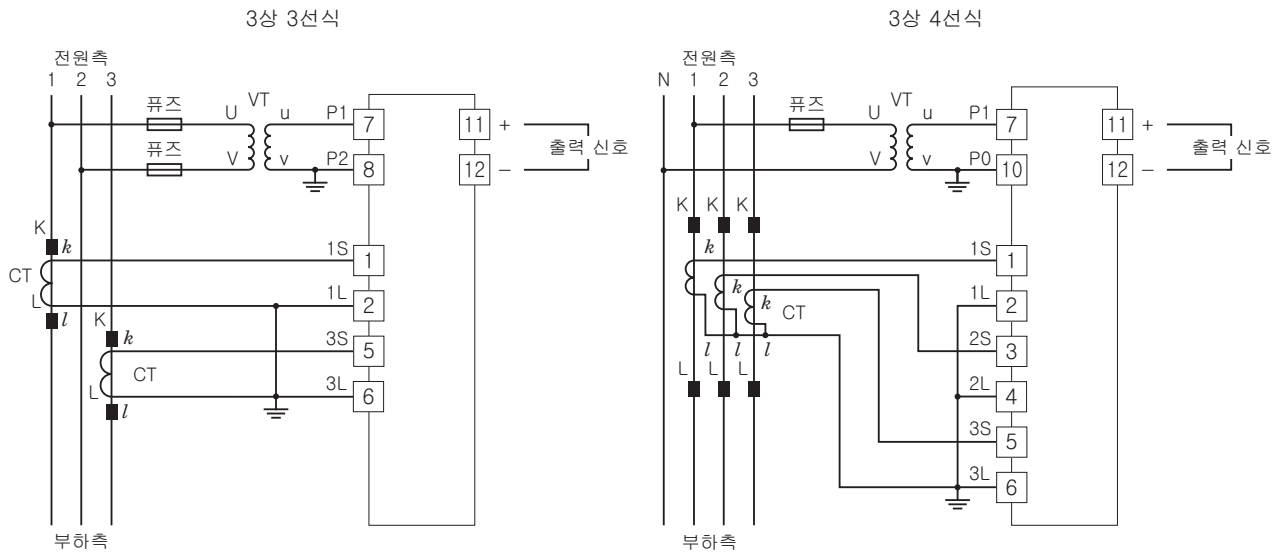 3상 3선식
전원측
1 2 3
퓨즈
퓨즈
U VT u P1 7
V v P2 8
11 +
12 −
출력 신호
K k
1S 1
CT
L l
1L 2
K k
3S 5
CT
L l
3L 6
부하측
3상 4선식
전원측
N 1 2 3
퓨즈
U VT u P1 7
V v P0 10
11 +
12 −
출력 신호
K K K
k 1S 1
k k CT
1L 2
l l l
2S 3
L L L
2L 4
3S 5
3L 6
부하측